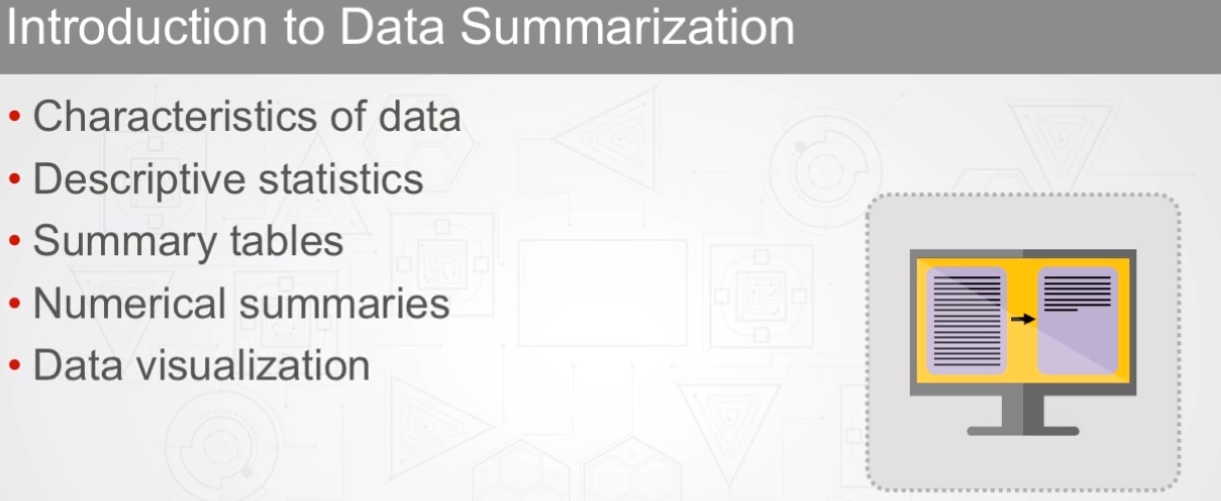 Introduction to Data Summarization
• Characteristics of data
• Descriptive statistics
• Summary tables
• Numerical summaries
• Data visualization